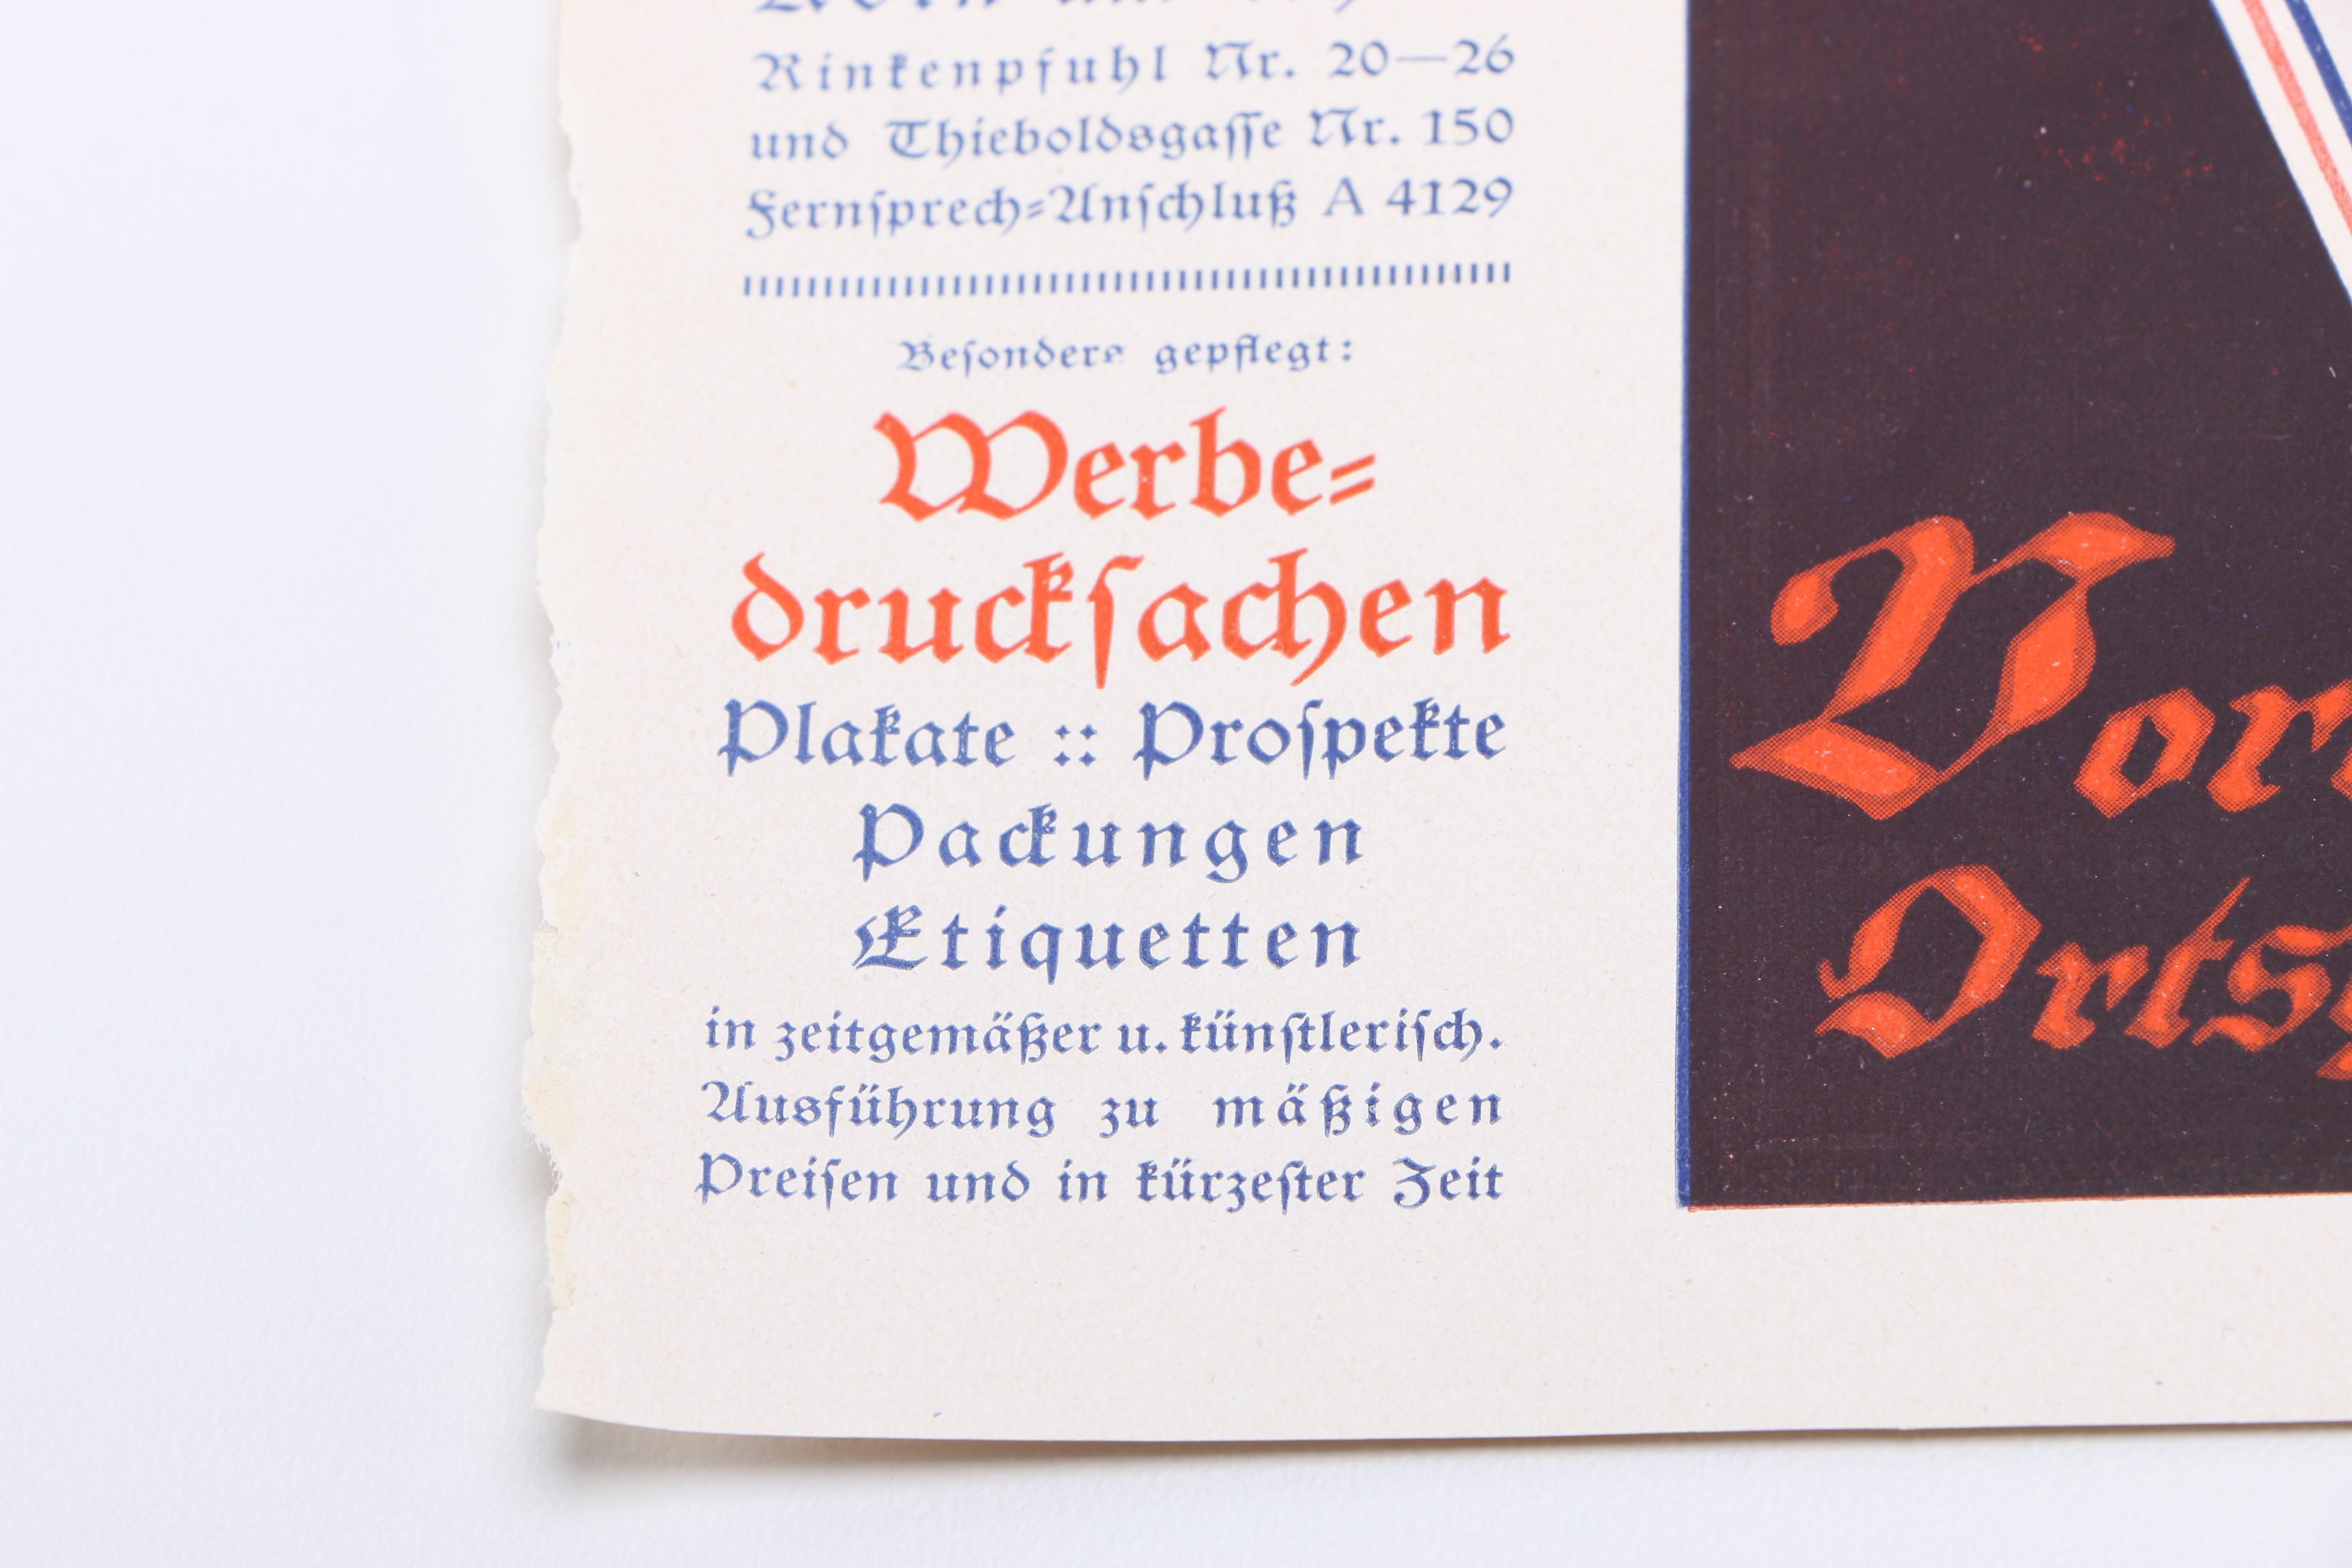 Rinkenpfuhl Nr. 20—26
und Thieboldsgaſſe Nr. 150
Fernſprech=Anſchluß A 4129
Beſonders gepflegt:
Werbe=
druckſachen
Plakate :: Proſpekte
Packungen
Etiquetten
in zeitgemäßer u. künſtleriſch.
Ausführung zu mäßigen
Preiſen und in kürzeſter Zeit